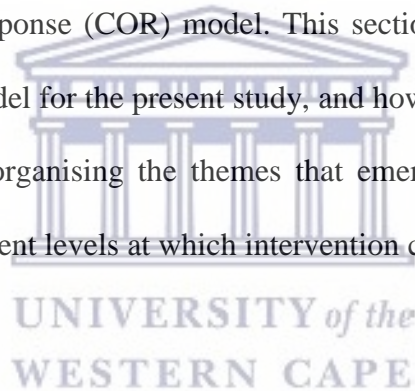 ponse (COR) model. This section
del for the present study, and how
organising the themes that emer
ent levels at which intervention c
UNIVERSITY of the
WESTERN CAPE